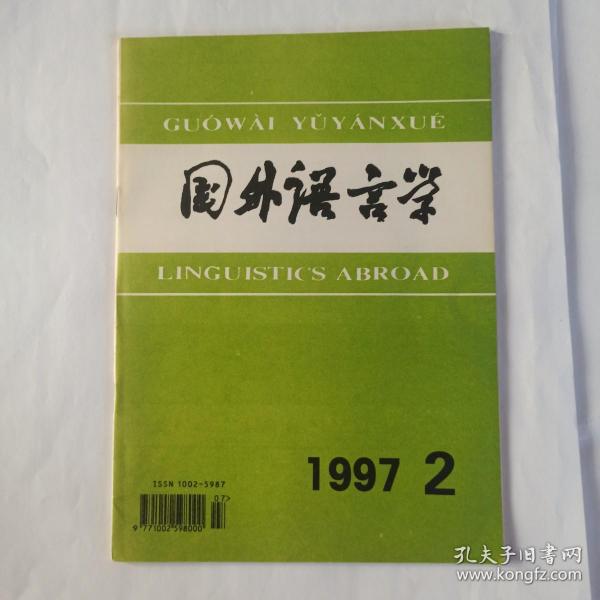 GUÓWÀI YǓYÁNXUÉ
国外语言学
LINGUISTICS ABROAD
1997 2
ISSN 1002-5987
07>
9 771002 598000
孔夫子旧书网
www.kongfz.com